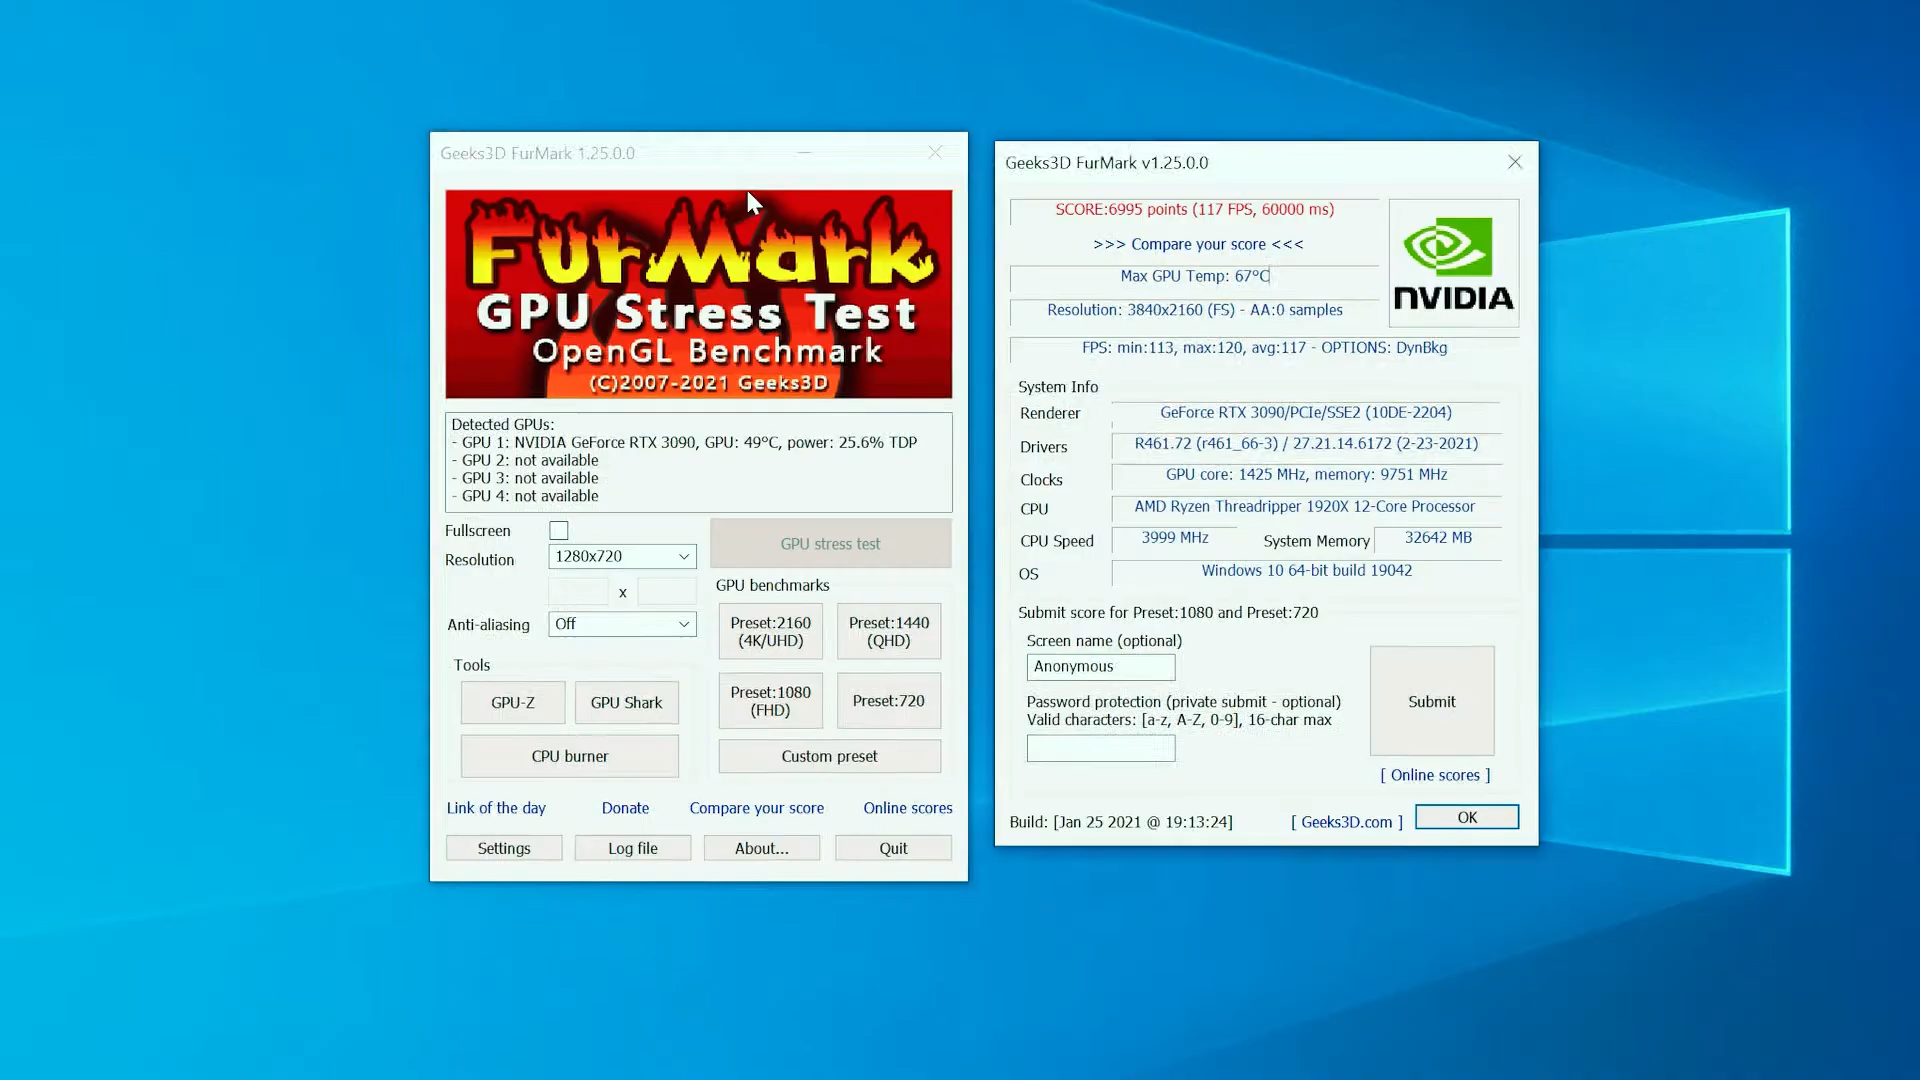 Geeks3D FurMark 1.25.0.0
FurMark
GPU Stress Test
OpenGL Benchmark
(C)2007-2021 Geeks3D
Detected GPUs:
- GPU 1: NVIDIA GeForce RTX 3090, GPU: 49ºC, power: 25.6% TDP
- GPU 2: not available
- GPU 3: not available
- GPU 4: not available
Fullscreen
GPU stress test
Resolution 1280x720
x
GPU benchmarks
Anti-aliasing Off
Preset:2160
(4K/UHD)
Preset:1440
(QHD)
Tools
GPU-Z
GPU Shark
Preset:1080
(FHD)
Preset:720
CPU burner
Custom preset
Link of the day
Donate
Compare your score
Online scores
Settings
Log file
About...
Quit
Geeks3D FurMark v1.25.0.0
SCORE:6995 points (117 FPS, 60000 ms)
>>> Compare your score <<<
Max GPU Temp: 67ºC
Resolution: 3840x2160 (FS) - AA:0 samples
NVIDIA
FPS: min:113, max:120, avg:117 - OPTIONS: DynBkg
System Info
Renderer GeForce RTX 3090/PCIe/SSE2 (10DE-2204)
Drivers R461.72 (r461_66-3) / 27.21.14.6172 (2-23-2021)
Clocks GPU core: 1425 MHz, memory: 9751 MHz
CPU AMD Ryzen Threadripper 1920X 12-Core Processor
CPU Speed 3999 MHz System Memory 32642 MB
OS Windows 10 64-bit build 19042
Submit score for Preset:1080 and Preset:720
Screen name (optional)
Anonymous
Password protection (private submit - optional)
Valid characters: [a-z, A-Z, 0-9], 16-char max
Submit
[ Online scores ]
Build: [Jan 25 2021 @ 19:13:24]
[ Geeks3D.com ]
OK